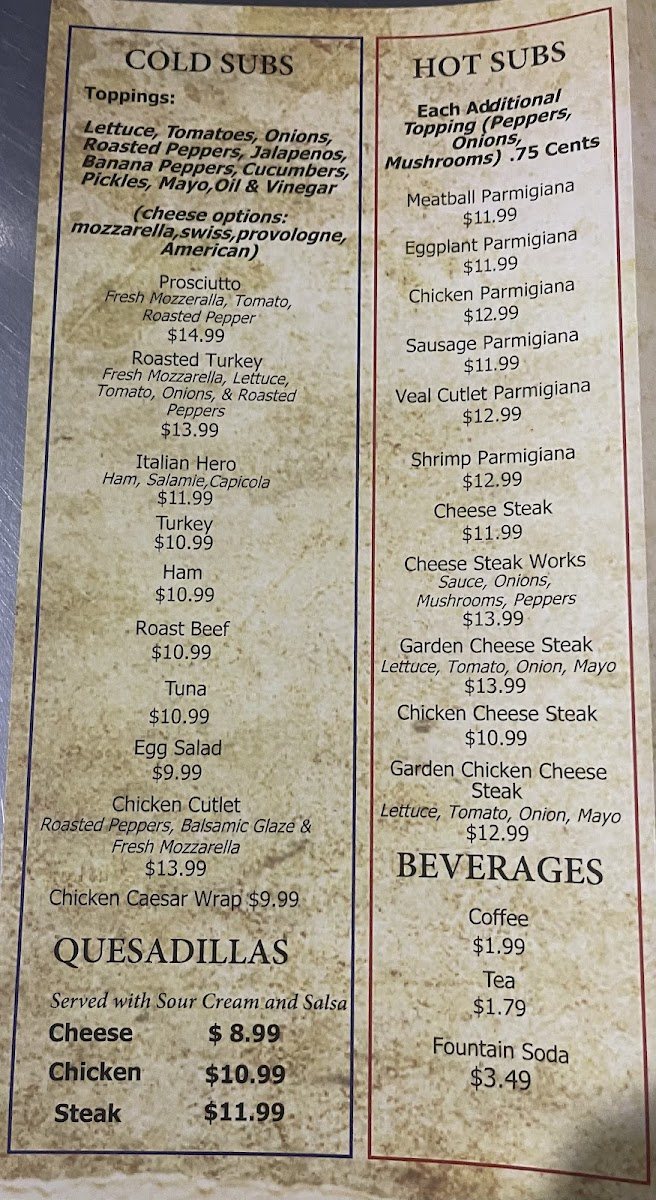 COLD SUBS
Toppings:
Lettuce, Tomatoes, Onions,
Roasted Peppers, Jalapenos,
Banana Peppers, Cucumbers,
Pickles, Mayo,Oil & Vinegar
(cheese options:
mozzarella,swiss,provologne,
American)
Prosciutto
Fresh Mozzeralla, Tomato,
Roasted Pepper
$14.99
Roasted Turkey
Fresh Mozzarella, Lettuce,
Tomato, Onions, & Roasted
Peppers
$13.99
Italian Hero
Ham, Salamie,Capicola
$11.99
Turkey
$10.99
Ham
$10.99
Roast Beef
$10.99
Tuna
$10.99
Egg Salad
$9.99
Chicken Cutlet
Roasted Peppers, Balsamic Glaze &
Fresh Mozzarella
$13.99
Chicken Caesar Wrap $9.99
QUESADILLAS
Served with Sour Cream and Salsa
Cheese $ 8.99
Chicken $10.99
Steak $11.99
HOT SUBS
Each Additional
Topping (Peppers,
Onions,
Mushrooms) .75 Cents
Meatball Parmigiana
$11.99
Eggplant Parmigiana
$11.99
Chicken Parmigiana
$12.99
Sausage Parmigiana
$11.99
Veal Cutlet Parmigiana
$12.99
Shrimp Parmigiana
$12.99
Cheese Steak
$11.99
Cheese Steak Works
Sauce, Onions,
Mushrooms, Peppers
$13.99
Garden Cheese Steak
Lettuce, Tomato, Onion, Mayo
$13.99
Chicken Cheese Steak
$10.99
Garden Chicken Cheese
Steak
Lettuce, Tomato, Onion, Mayo
$12.99
BEVERAGES
Coffee
$1.99
Tea
$1.79
Fountain Soda
$3.49